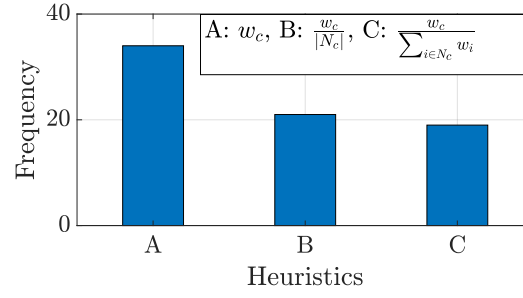 40
A: w_c, B: \frac{w_c}{|N_c|}, C: \frac{w_c}{\sum_{i \in N_c} w_i}
20
0
Frequency
A B C
Heuristics